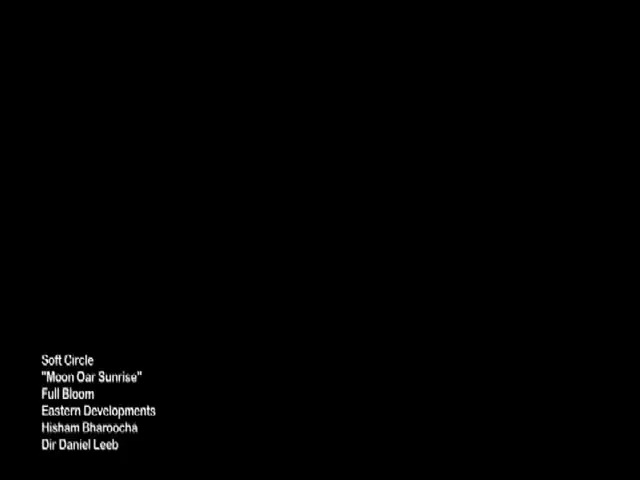 Soft Circle
"Moon Oar Sunrise"
Full Bloom
Eastern Developments
Hisham Bharoocha
Dir Daniel Leeb